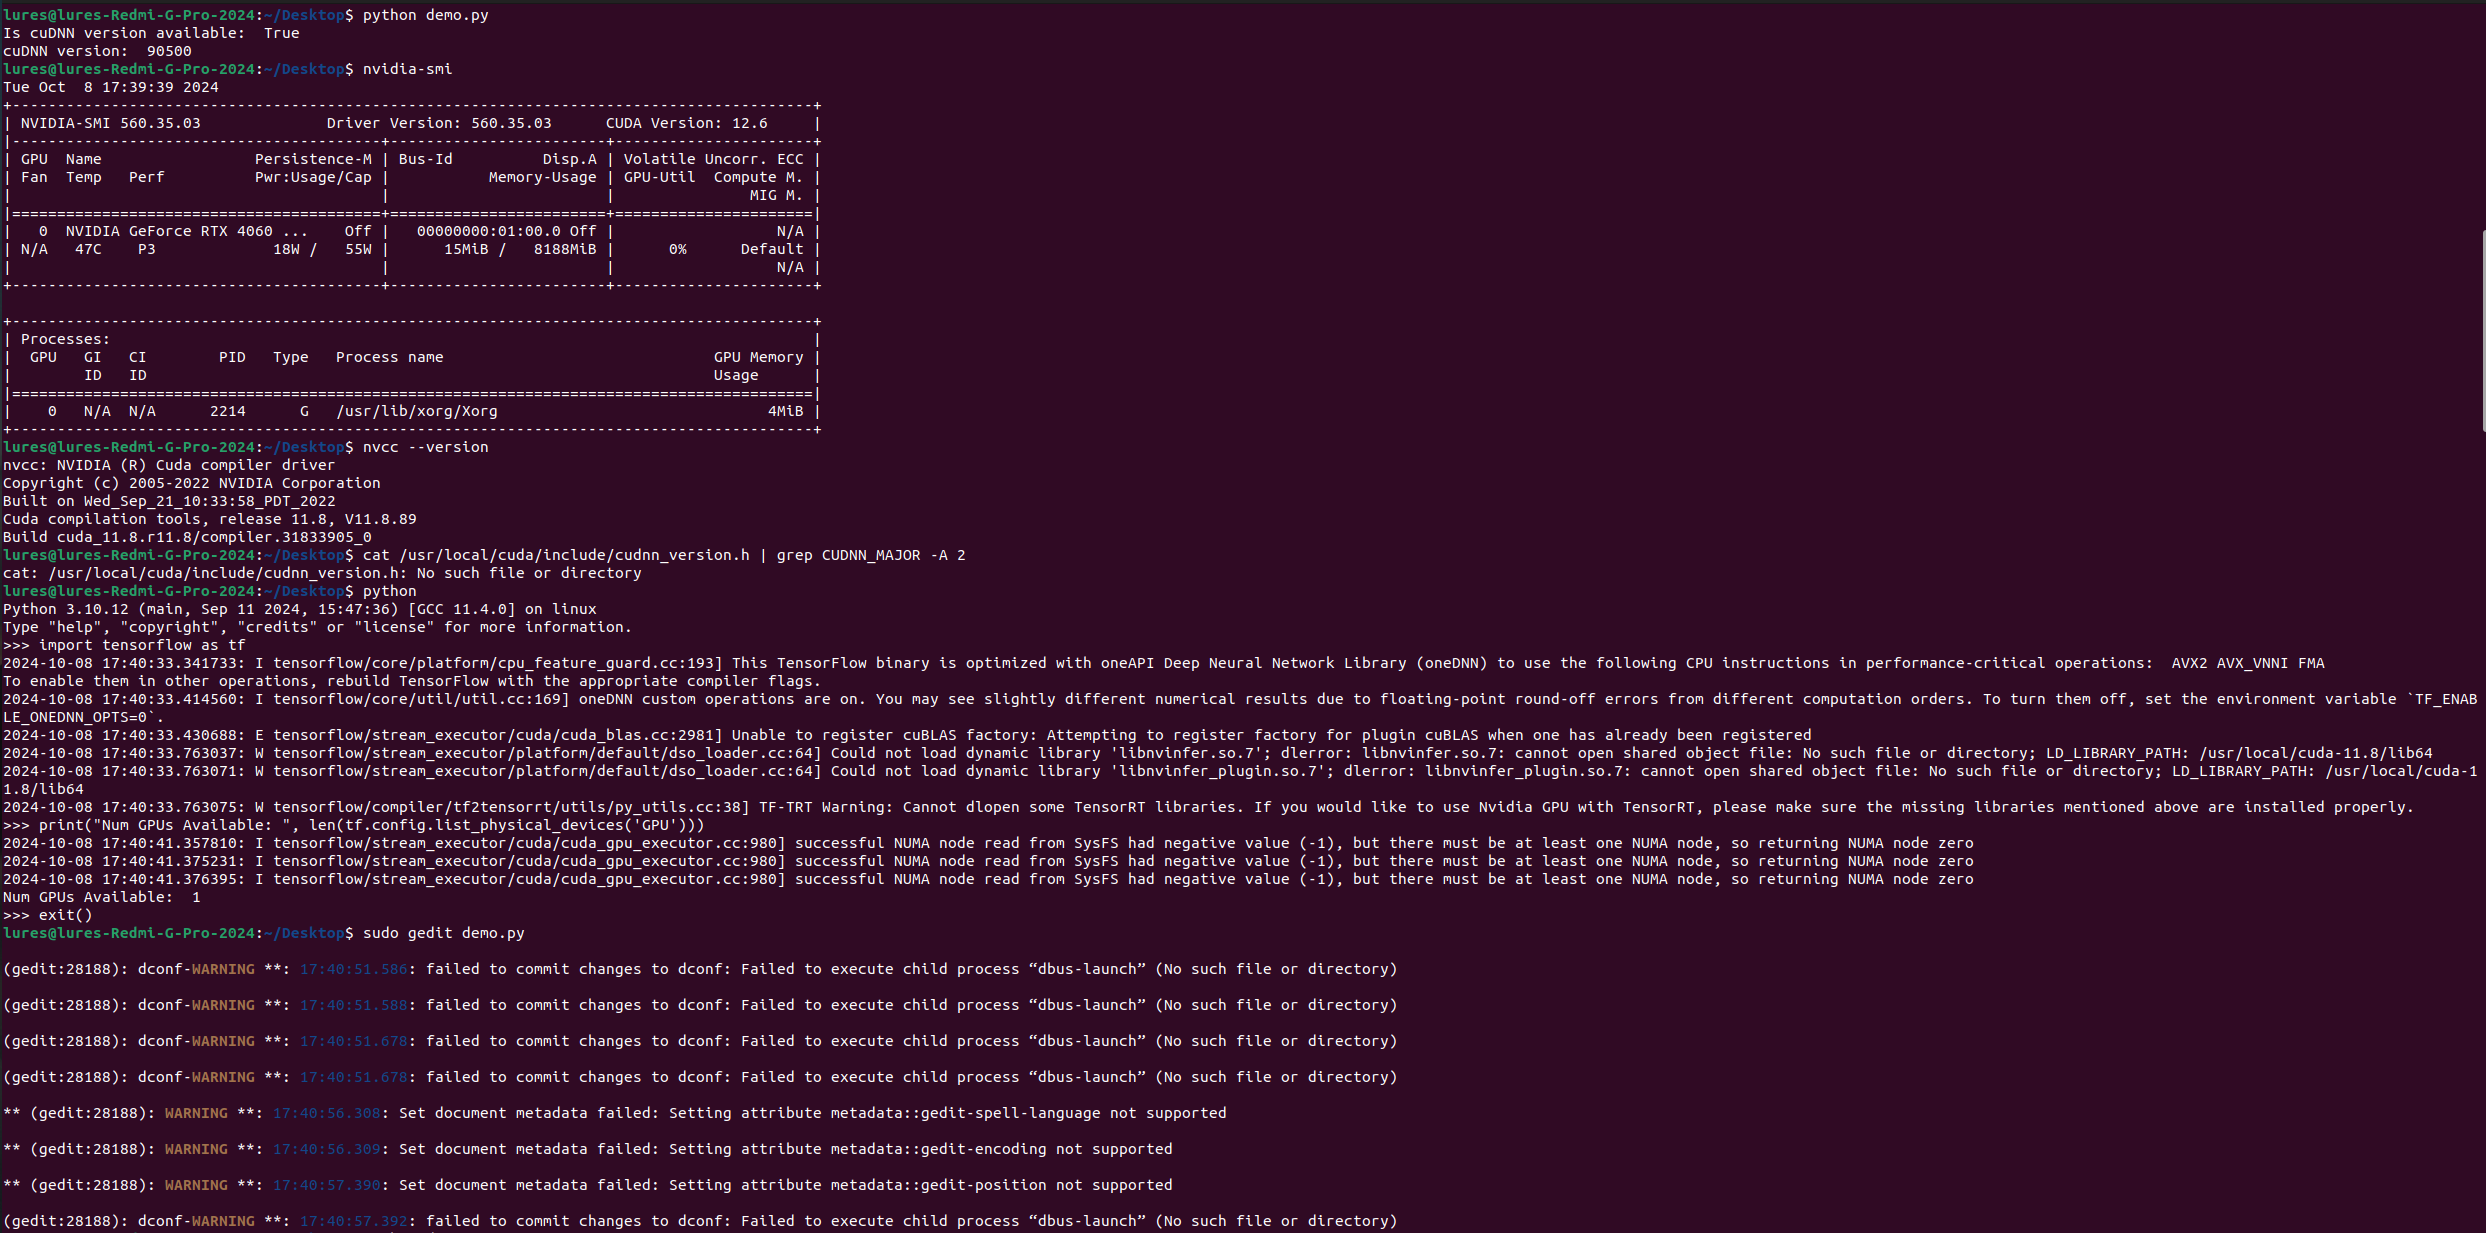 lures@lures-Redmi-G-Pro-2024:~/Desktop$ python demo.py
Is cuDNN version available:  True
cuDNN version:  90500
lures@lures-Redmi-G-Pro-2024:~/Desktop$ nvidia-smi
Tue Oct  8 17:39:39 2024
+-----------------------------------------------------------------------------------------+
| NVIDIA-SMI 560.35.03              Driver Version: 560.35.03      CUDA Version: 12.6     |
|-----------------------------------------+------------------------+----------------------+
| GPU  Name                 Persistence-M | Bus-Id          Disp.A | Volatile Uncorr. ECC |
| Fan  Temp   Perf          Pwr:Usage/Cap |           Memory-Usage | GPU-Util  Compute M. |
|                                         |                        |               MIG M. |
|=========================================+========================+======================|
|   0  NVIDIA GeForce RTX 4060 ...    Off |   00000000:01:00.0 Off |                  N/A |
| N/A   47C    P3             18W /   55W |      15MiB /   8188MiB |      0%      Default |
|                                         |                        |                  N/A |
+-----------------------------------------+------------------------+----------------------+
+-----------------------------------------------------------------------------------------+
| Processes:                                                                              |
|  GPU   GI   CI        PID   Type   Process name                              GPU Memory |
|        ID   ID                                                               Usage      |
|=========================================================================================|
|    0   N/A  N/A      2214      G   /usr/lib/xorg/Xorg                              4MiB |
+-----------------------------------------------------------------------------------------+
lures@lures-Redmi-G-Pro-2024:~/Desktop$ nvcc --version
nvcc: NVIDIA (R) Cuda compiler driver
Copyright (c) 2005-2022 NVIDIA Corporation
Built on Wed_Sep_21_10:33:58_PDT_2022
Cuda compilation tools, release 11.8, V11.8.89
Build cuda_11.8.r11.8/compiler.31833905_0
lures@lures-Redmi-G-Pro-2024:~/Desktop$ cat /usr/local/cuda/include/cudnn_version.h | grep CUDNN_MAJOR -A 2
cat: /usr/local/cuda/include/cudnn_version.h: No such file or directory
lures@lures-Redmi-G-Pro-2024:~/Desktop$ python
Python 3.10.12 (main, Sep 11 2024, 15:47:36) [GCC 11.4.0] on linux
Type "help", "copyright", "credits" or "license" for more information.
>>> import tensorflow as tf
2024-10-08 17:40:33.341733: I tensorflow/core/platform/cpu_feature_guard.cc:193] This TensorFlow binary is optimized with oneAPI Deep Neural Network Library (oneDNN) to use the following CPU instructions in performance-critical operations:  AVX2 AVX_VNNI FMA
To enable them in other operations, rebuild TensorFlow with the appropriate compiler flags.
2024-10-08 17:40:33.414560: I tensorflow/core/util/util.cc:169] oneDNN custom operations are on. You may see slightly different numerical results due to floating-point round-off errors from different computation orders. To turn them off, set the environment variable `TF_ENAB
LE_ONEDNN_OPTS=0`.
2024-10-08 17:40:33.430688: E tensorflow/stream_executor/cuda/cuda_blas.cc:2981] Unable to register cuBLAS factory: Attempting to register factory for plugin cuBLAS when one has already been registered
2024-10-08 17:40:33.763037: W tensorflow/stream_executor/platform/default/dso_loader.cc:64] Could not load dynamic library 'libnvinfer.so.7'; dlerror: libnvinfer.so.7: cannot open shared object file: No such file or directory; LD_LIBRARY_PATH: /usr/local/cuda-11.8/lib64
2024-10-08 17:40:33.763071: W tensorflow/stream_executor/platform/default/dso_loader.cc:64] Could not load dynamic library 'libnvinfer_plugin.so.7'; dlerror: libnvinfer_plugin.so.7: cannot open shared object file: No such file or directory; LD_LIBRARY_PATH: /usr/local/cuda-1
1.8/lib64
2024-10-08 17:40:33.763075: W tensorflow/compiler/tf2tensorrt/utils/py_utils.cc:38] TF-TRT Warning: Cannot dlopen some TensorRT libraries. If you would like to use Nvidia GPU with TensorRT, please make sure the missing libraries mentioned above are installed properly.
>>> print("Num GPUs Available: ", len(tf.config.list_physical_devices('GPU')))
2024-10-08 17:40:41.357810: I tensorflow/stream_executor/cuda/cuda_gpu_executor.cc:980] successful NUMA node read from SysFS had negative value (-1), but there must be at least one NUMA node, so returning NUMA node zero
2024-10-08 17:40:41.375231: I tensorflow/stream_executor/cuda/cuda_gpu_executor.cc:980] successful NUMA node read from SysFS had negative value (-1), but there must be at least one NUMA node, so returning NUMA node zero
2024-10-08 17:40:41.376395: I tensorflow/stream_executor/cuda/cuda_gpu_executor.cc:980] successful NUMA node read from SysFS had negative value (-1), but there must be at least one NUMA node, so returning NUMA node zero
Num GPUs Available:  1
>>> exit()
lures@lures-Redmi-G-Pro-2024:~/Desktop$ sudo gedit demo.py
(gedit:28188): dconf-WARNING **: 17:40:51.586: failed to commit changes to dconf: Failed to execute child process “dbus-launch” (No such file or directory)
(gedit:28188): dconf-WARNING **: 17:40:51.588: failed to commit changes to dconf: Failed to execute child process “dbus-launch” (No such file or directory)
(gedit:28188): dconf-WARNING **: 17:40:51.678: failed to commit changes to dconf: Failed to execute child process “dbus-launch” (No such file or directory)
(gedit:28188): dconf-WARNING **: 17:40:51.678: failed to commit changes to dconf: Failed to execute child process “dbus-launch” (No such file or directory)
** (gedit:28188): WARNING **: 17:40:56.308: Set document metadata failed: Setting attribute metadata::gedit-spell-language not supported
** (gedit:28188): WARNING **: 17:40:56.309: Set document metadata failed: Setting attribute metadata::gedit-encoding not supported
** (gedit:28188): WARNING **: 17:40:57.390: Set document metadata failed: Setting attribute metadata::gedit-position not supported
(gedit:28188): dconf-WARNING **: 17:40:57.392: failed to commit changes to dconf: Failed to execute child process “dbus-launch” (No such file or directory)